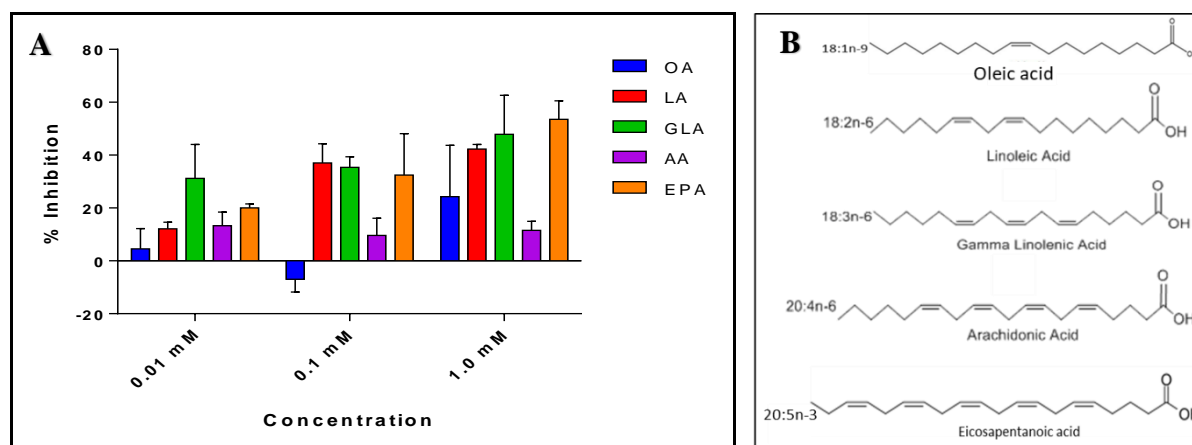 A
80
60
40
20
0
-20
% Inhibition
0.01 mM
0.1 mM
1.0 mM
Concentration
OA
LA
GLA
AA
EPA
B
18:1n-9
O
Oleic acid
18:2n-6
O
OH
Linoleic Acid
18:3n-6
O
OH
Gamma Linolenic Acid
20:4n-6
O
OH
Arachidonic Acid
20:5n-3
O
OH
Eicosapentanoic acid